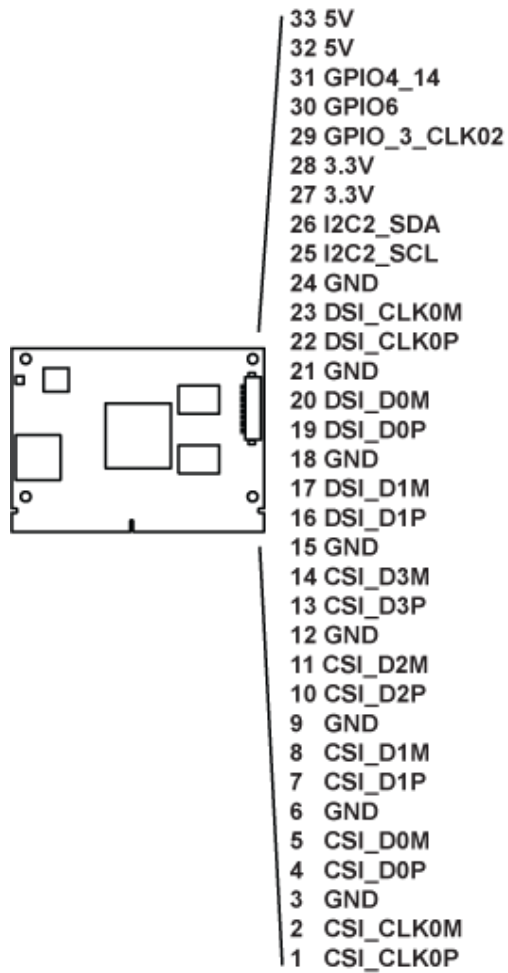 33 5V
32 5V
31 GPIO4_14
30 GPIO6
29 GPIO_3_CLK02
28 3.3V
27 3.3V
26 I2C2_SDA
25 I2C2_SCL
24 GND
23 DSI_CLK0M
22 DSI_CLK0P
21 GND
20 DSI_D0M
19 DSI_D0P
18 GND
17 DSI_D1M
16 DSI_D1P
15 GND
14 CSI_D3M
13 CSI_D3P
12 GND
11 CSI_D2M
10 CSI_D2P
9 GND
8 CSI_D1M
7 CSI_D1P
6 GND
5 CSI_D0M
4 CSI_D0P
3 GND
2 CSI_CLK0M
1 CSI_CLK0P